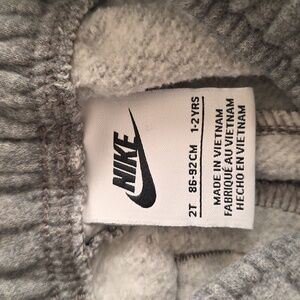 NIKE
2T 86-92CM 1-2YRS
MADE IN VIETNAM
FABRIQUÉ AU VIETNAM
HECHO EN VIETNAM